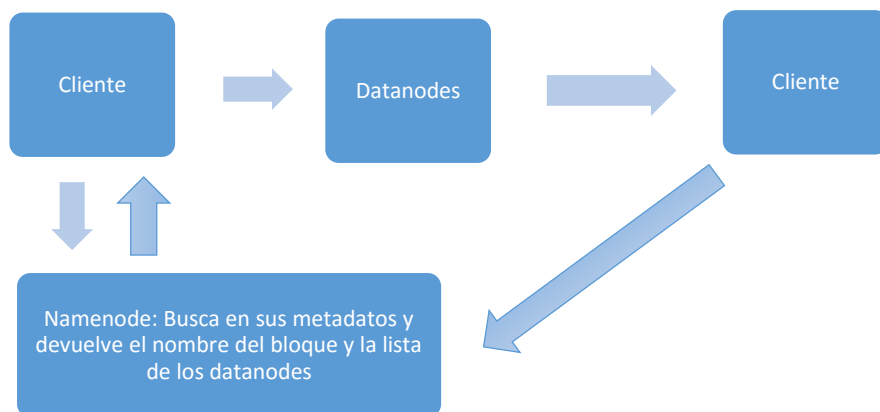 Cliente
Datanodes
Cliente
Namenode: Busca en sus metadatos y
devuelve el nombre del bloque y la lista
de los datanodes